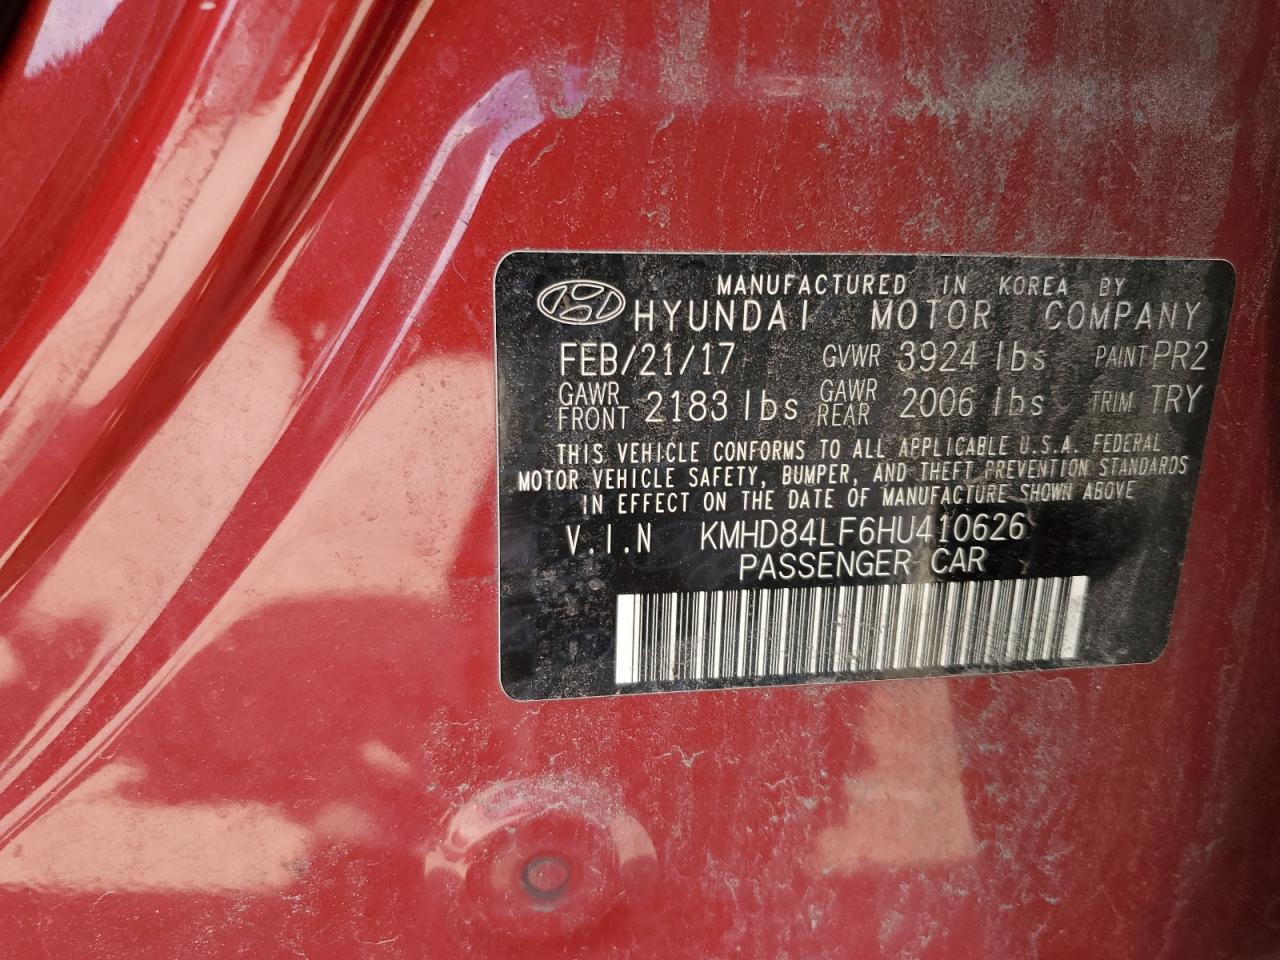 MANUFACTURED IN KOREA BY
HYUNDAI MOTOR COMPANY
FEB/21/17 GVWR 3924 lbs PAINT PR2
GAWR FRONT 2183 lbs GAWR REAR 2006 lbs TRIM TRY
THIS VEHICLE CONFORMS TO ALL APPLICABLE U.S.A. FEDERAL
MOTOR VEHICLE SAFETY, BUMPER, AND THEFT PREVENTION STANDARDS
IN EFFECT ON THE DATE OF MANUFACTURE SHOWN ABOVE
V.I.N KMHD84LF6HU410626
PASSENGER CAR